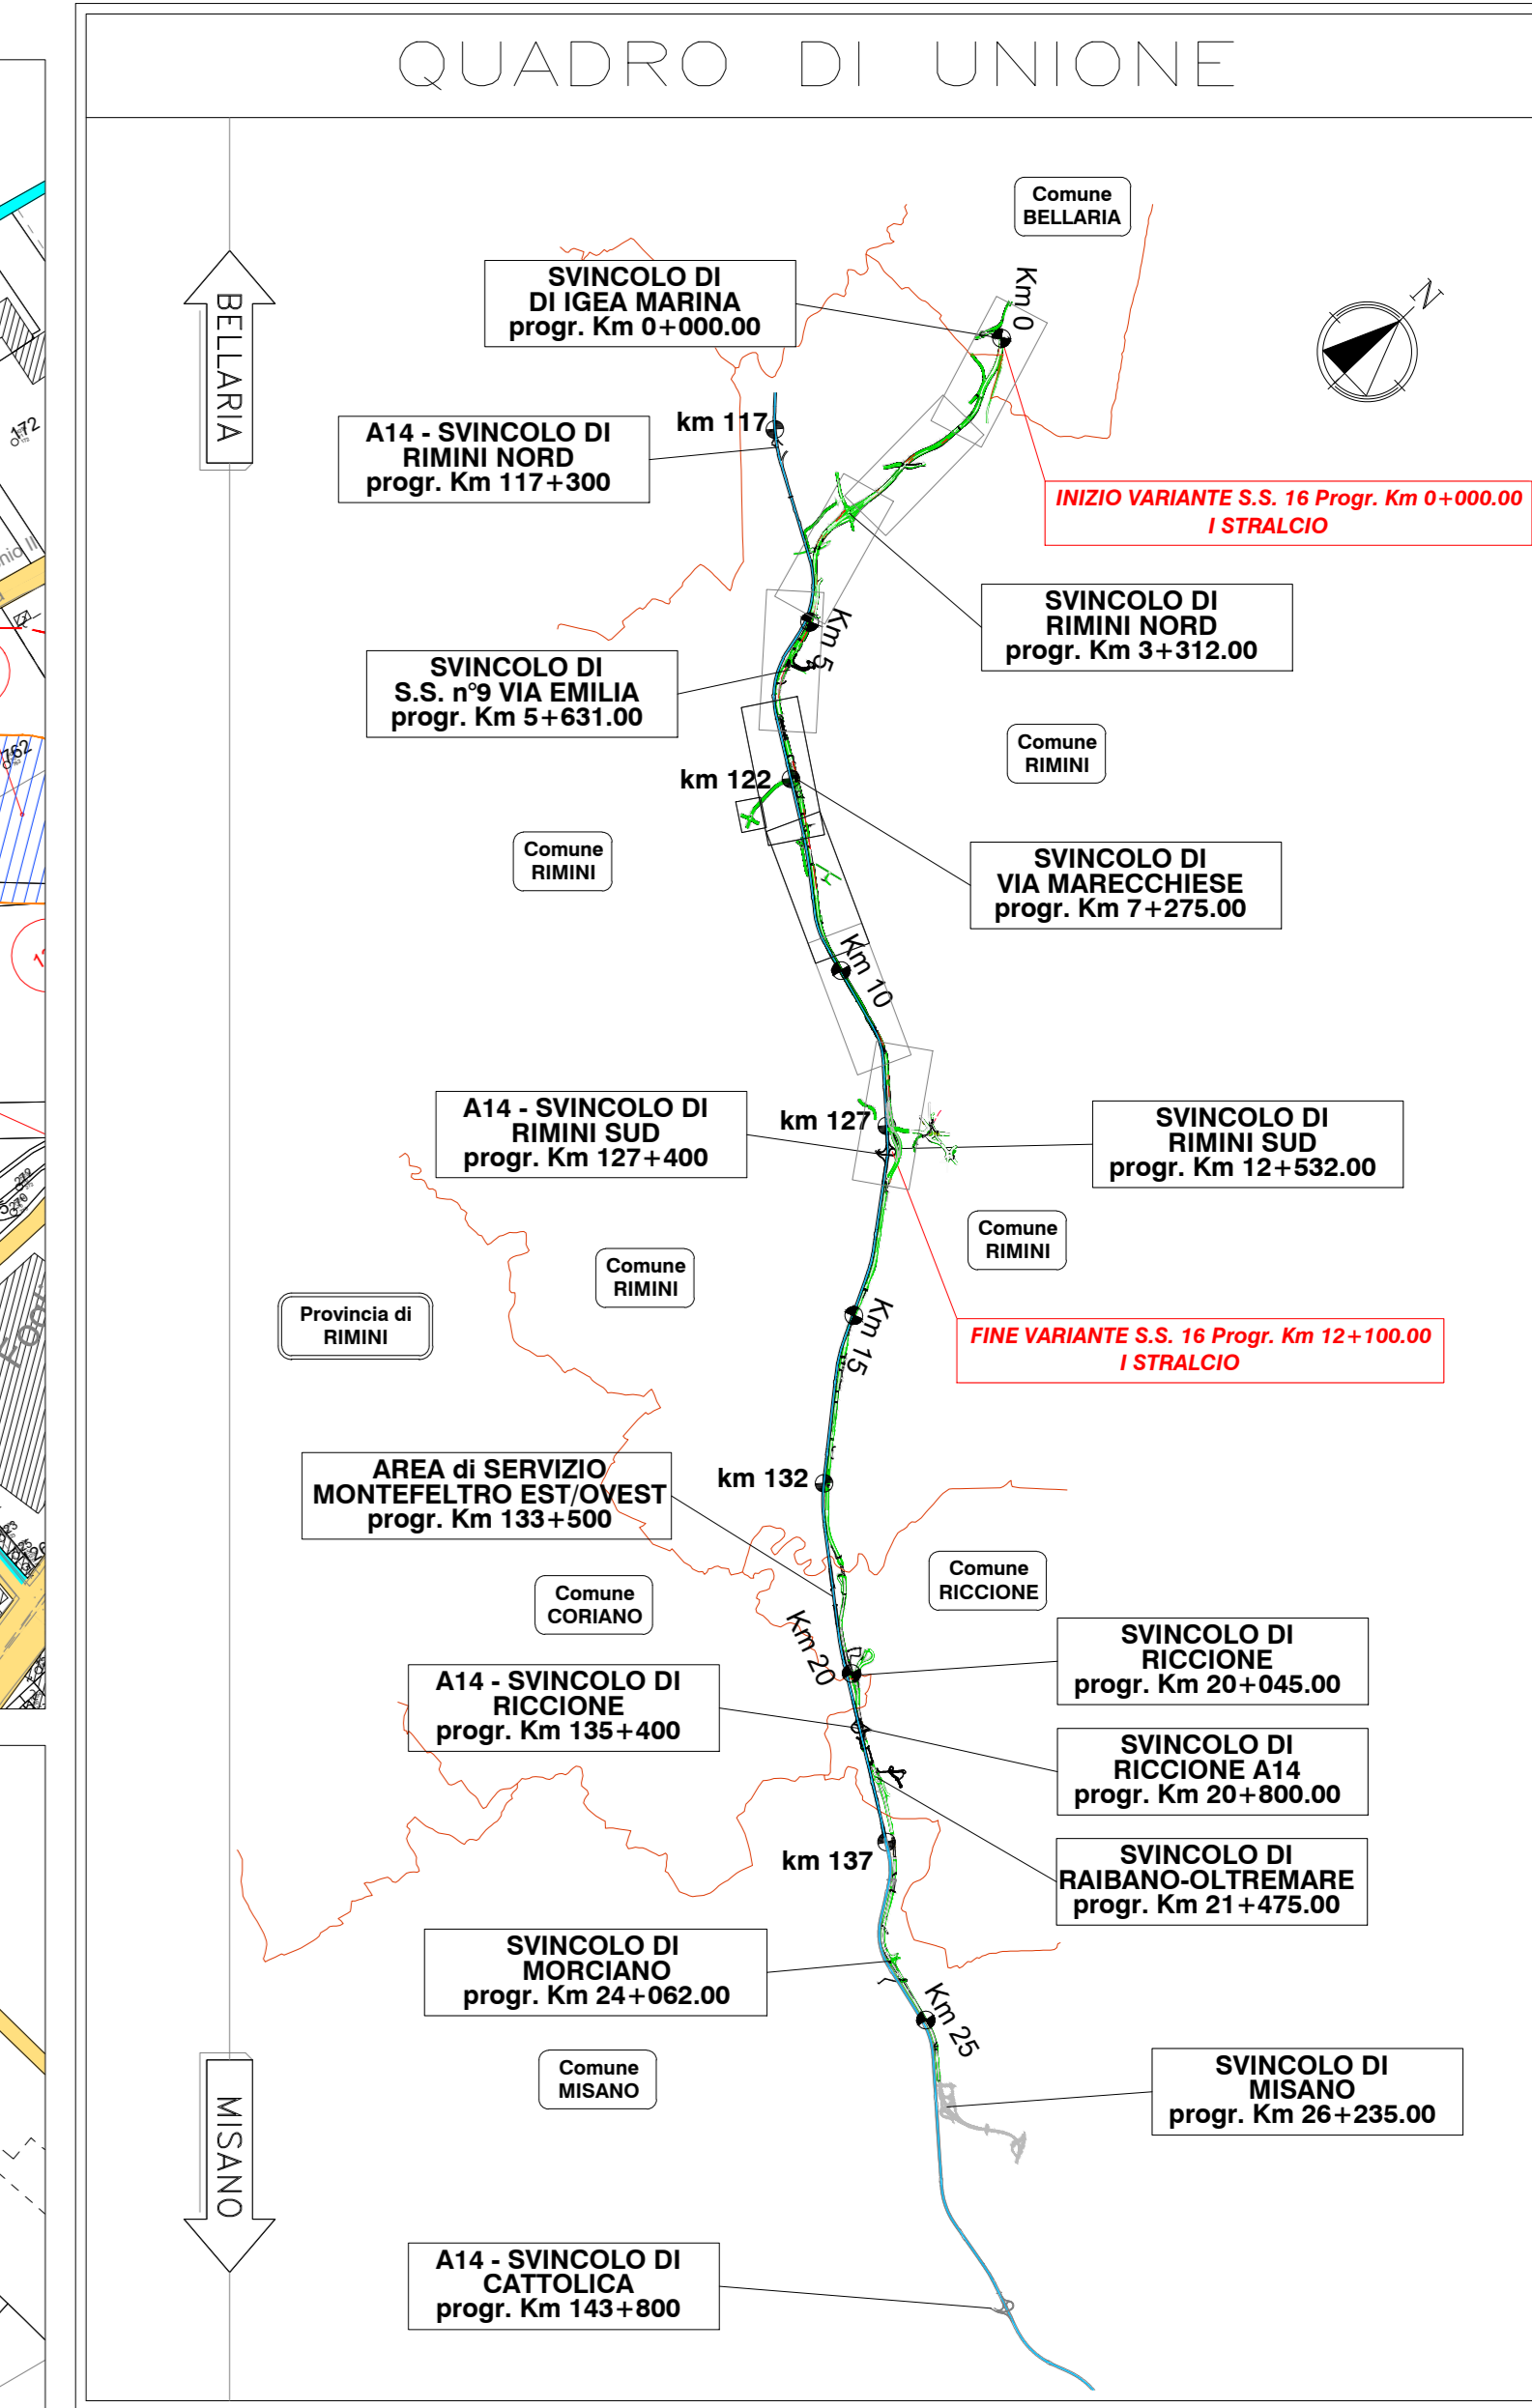 QUADRO DI UNIONE
Comune
BELLARIA
BELLARIA
SVINCOLO DI
DI IGEA MARINA
progr. Km 0+000.00
Km 0
N
A14 - SVINCOLO DI
RIMINI NORD
progr. Km 117+300
km 117
172
INIZIO VARIANTE S.S. 16 Progr. Km 0+000.00
I STRALCIO
SVINCOLO DI
RIMINI NORD
progr. Km 3+312.00
Km 5
SVINCOLO DI
S.S. n°9 VIA EMILIA
progr. Km 5+631.00
Comune
RIMINI
762
km 122
Comune
RIMINI
SVINCOLO DI
VIA MARECCHIESE
progr. Km 7+275.00
Km 10
A14 - SVINCOLO DI
RIMINI SUD
progr. Km 127+400
km 127
SVINCOLO DI
RIMINI SUD
progr. Km 12+532.00
Comune
RIMINI
Comune
RIMINI
Provincia di
RIMINI
Km 15
FINE VARIANTE S.S. 16 Progr. Km 12+100.00
I STRALCIO
AREA di SERVIZIO
MONTEFELTRO EST/OVEST
progr. Km 133+500
km 132
Comune
RICCIONE
Comune
CORIANO
Km 20
SVINCOLO DI
RICCIONE
progr. Km 20+045.00
A14 - SVINCOLO DI
RICCIONE
progr. Km 135+400
SVINCOLO DI
RICCIONE A14
progr. Km 20+800.00
km 137
SVINCOLO DI
RAIBANO-OLTREMARE
progr. Km 21+475.00
SVINCOLO DI
MORCIANO
progr. Km 24+062.00
Km 25
Comune
MISANO
MISANO
SVINCOLO DI
MISANO
progr. Km 26+235.00
A14 - SVINCOLO DI
CATTOLICA
progr. Km 143+800